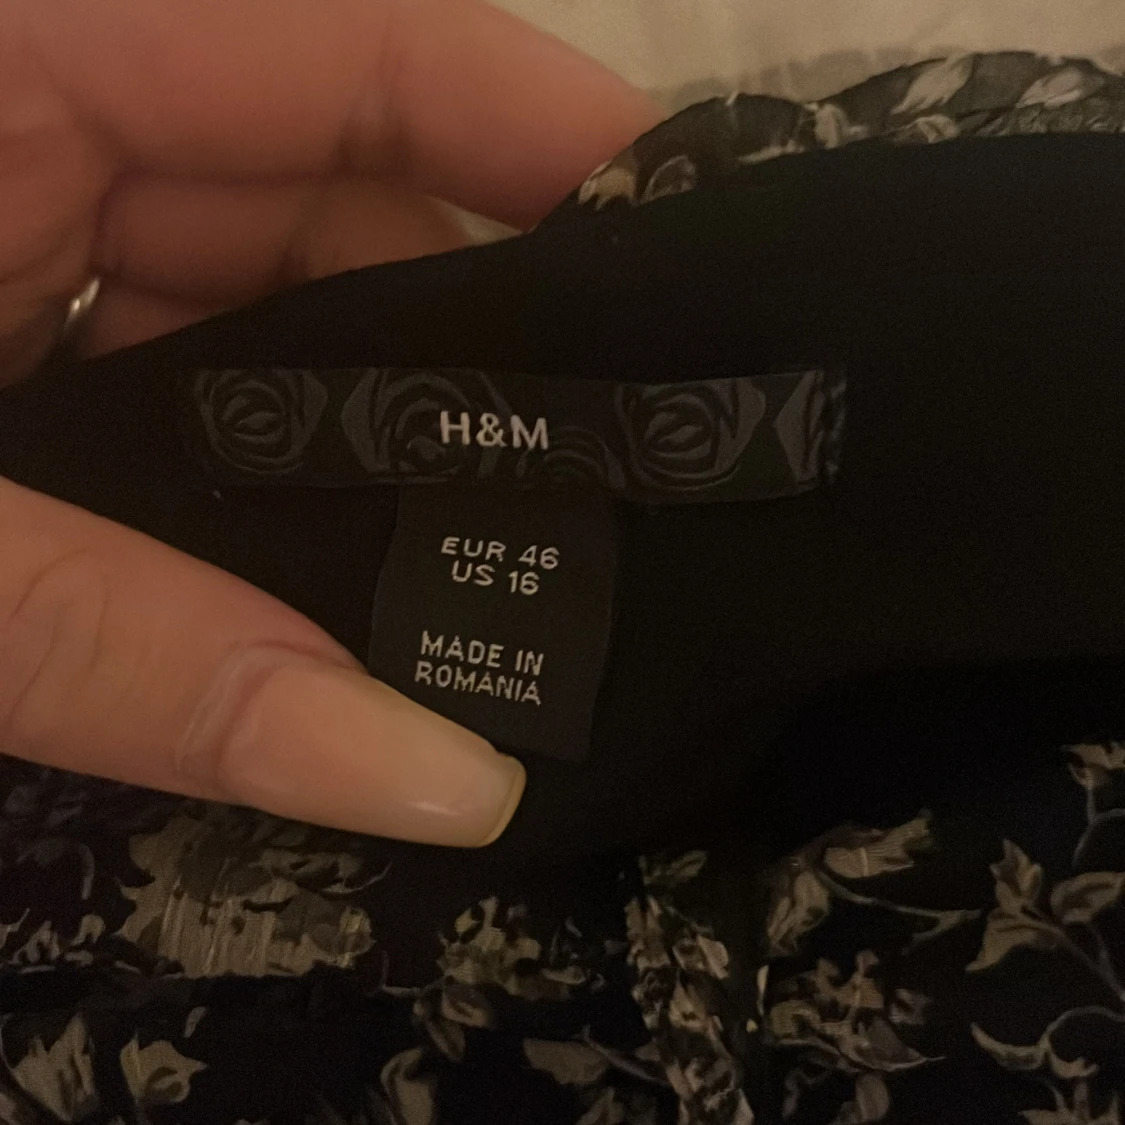 H&M
EUR 46
US 16
MADE IN
ROMANIA